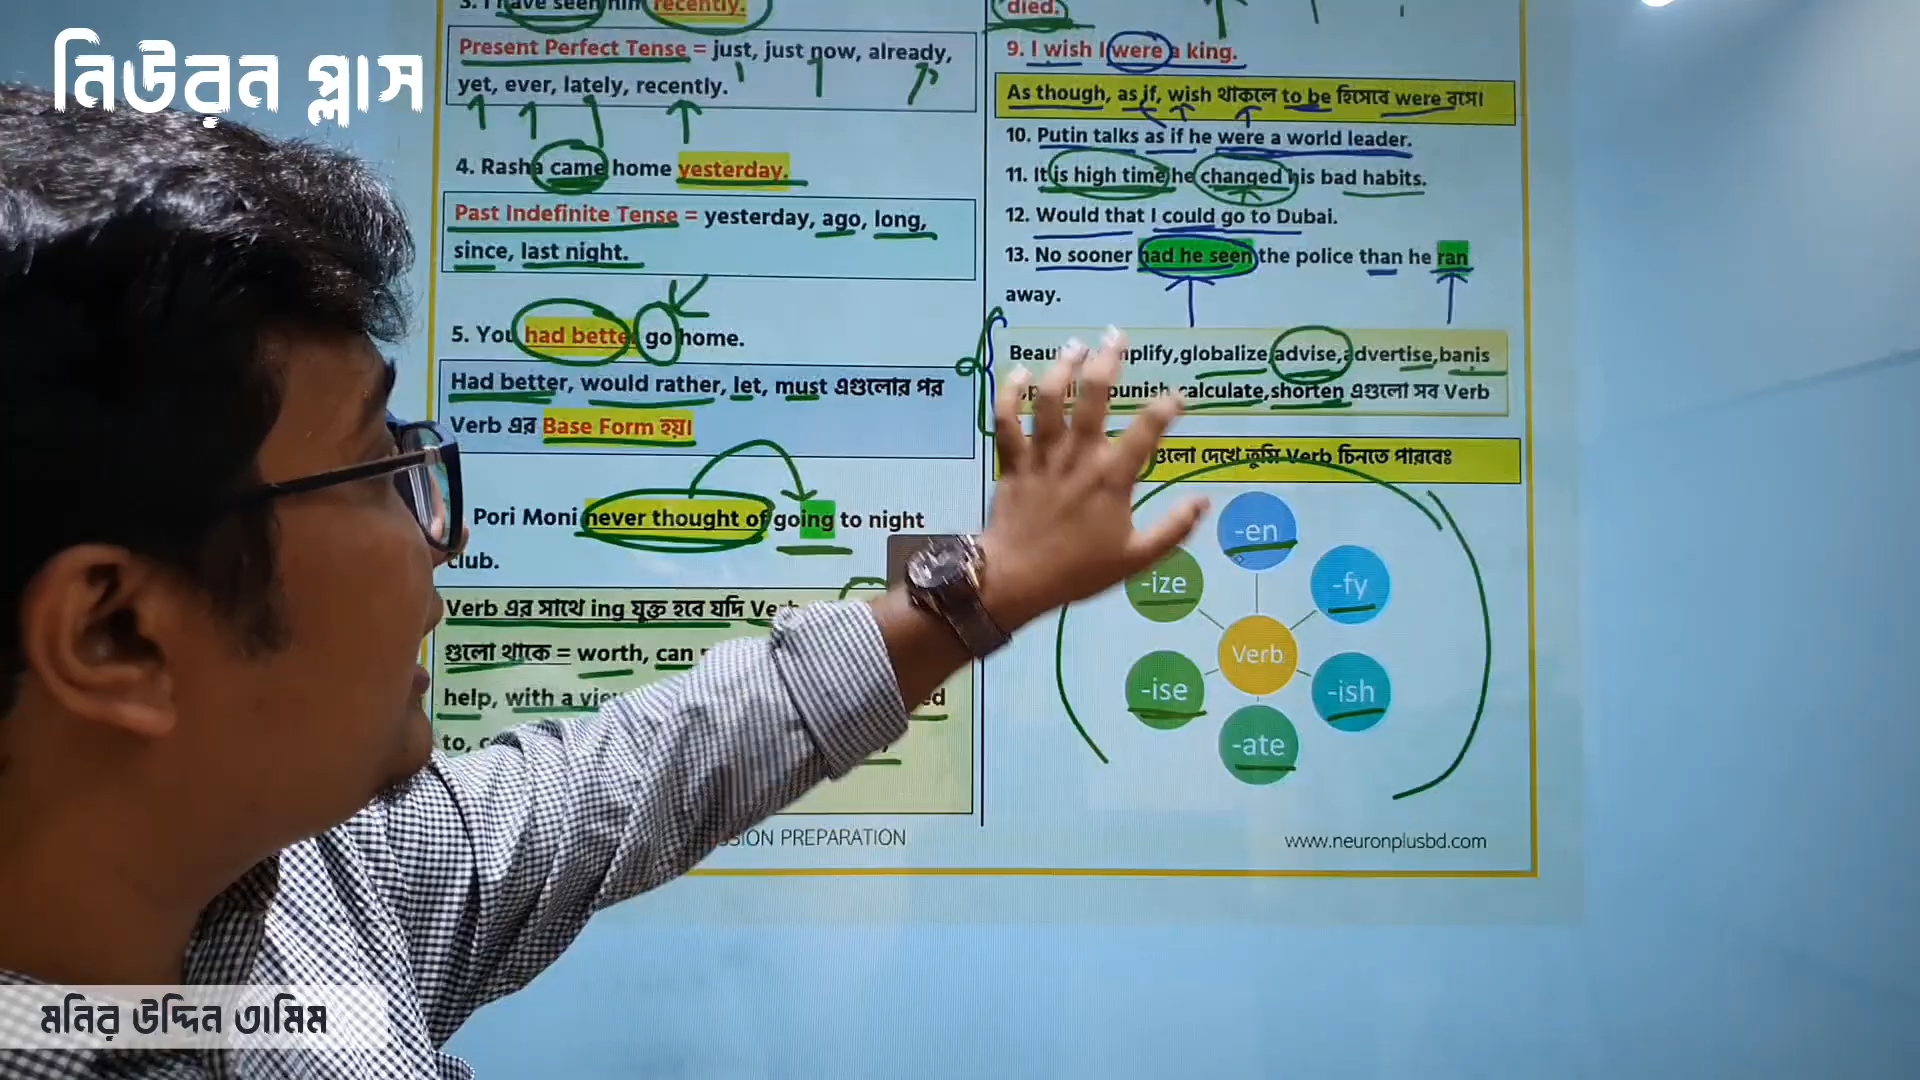 নিউরন প্লাস
3. I have seen him recently.
Present Perfect Tense = just, just now, already,
yet, ever, lately, recently.
4. Rasha came home yesterday.
Past Indefinite Tense = yesterday, ago, long,
since, last night.
5. You had better go home.
Had better, would rather, let, must এগুলোর পর
Verb এর Base Form হয়।
Pori Moni never thought of going to night
club.
Verb এর সাথে ing যুক্ত হবে যদি
গুলো থাকে = worth, can
help, with a
to,
died.
9. I wish I were a king.
As though, as if, wish থাকলে to be হিসেবে were বসে।
10. Putin talks as if he were a world leader.
11. It is high time he changed his bad habits.
12. Would that I could go to Dubai.
13. No sooner had he seen the police than he ran
away.
globalize, advise, advertise, banis
punish calculate, shorten এগুলো সব Verb
দেখে তুমি Verb চিনতে পারবেঃ
-en
-ize
-fy
Verb
-ise
-ish
-ate
PREPARATION
www.neuronplusbd.com
মনির উদ্দিন তামিম